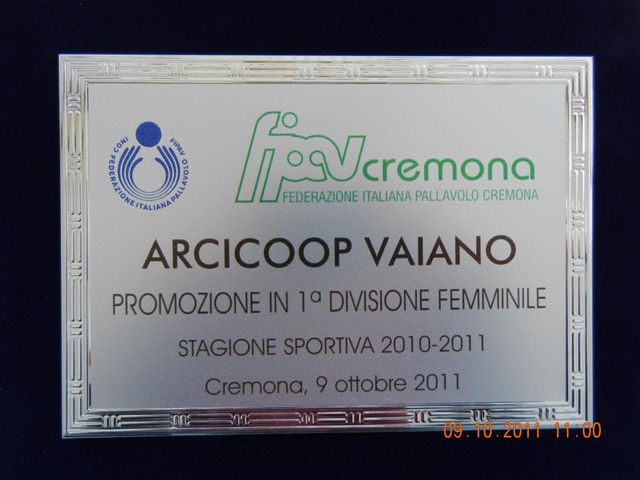 CONI FIPAV
FEDERAZIONE ITALIANA PALLAVOLO
fipav cremona
FEDERAZIONE ITALIANA PALLAVOLO CREMONA
ARCICOOP VAIANO
PROMOZIONE IN 1ª DIVISIONE FEMMINILE
STAGIONE SPORTIVA 2010-2011
Cremona, 9 ottobre 2011
09.10.2011 11:00